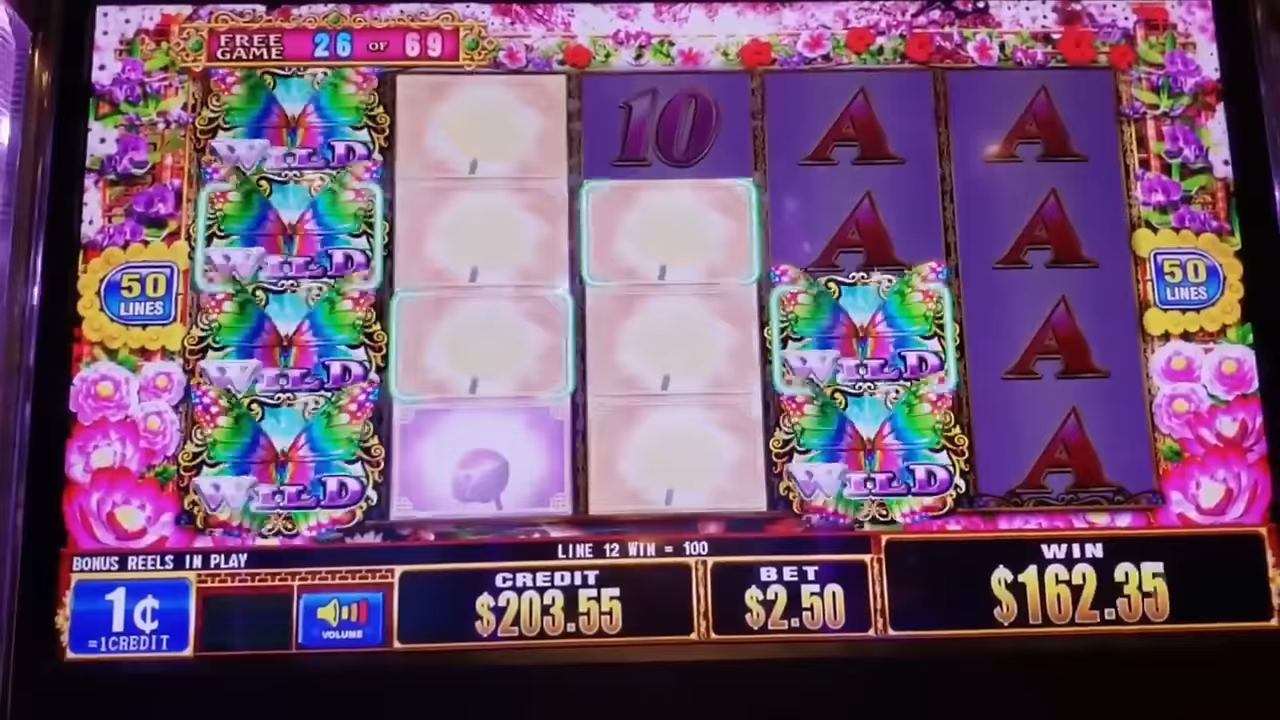 FREE GAME 26 OF 69
WILD
10
A
A
WILD
A
A
50 LINES
WILD
WILD
A
50 LINES
WILD
WILD
A
BONUS REELS IN PLAY
LINE 12 WIN = 100
1¢
=1CREDIT
VOLUME
CREDIT
$203.55
BET
$2.50
WIN
$162.35